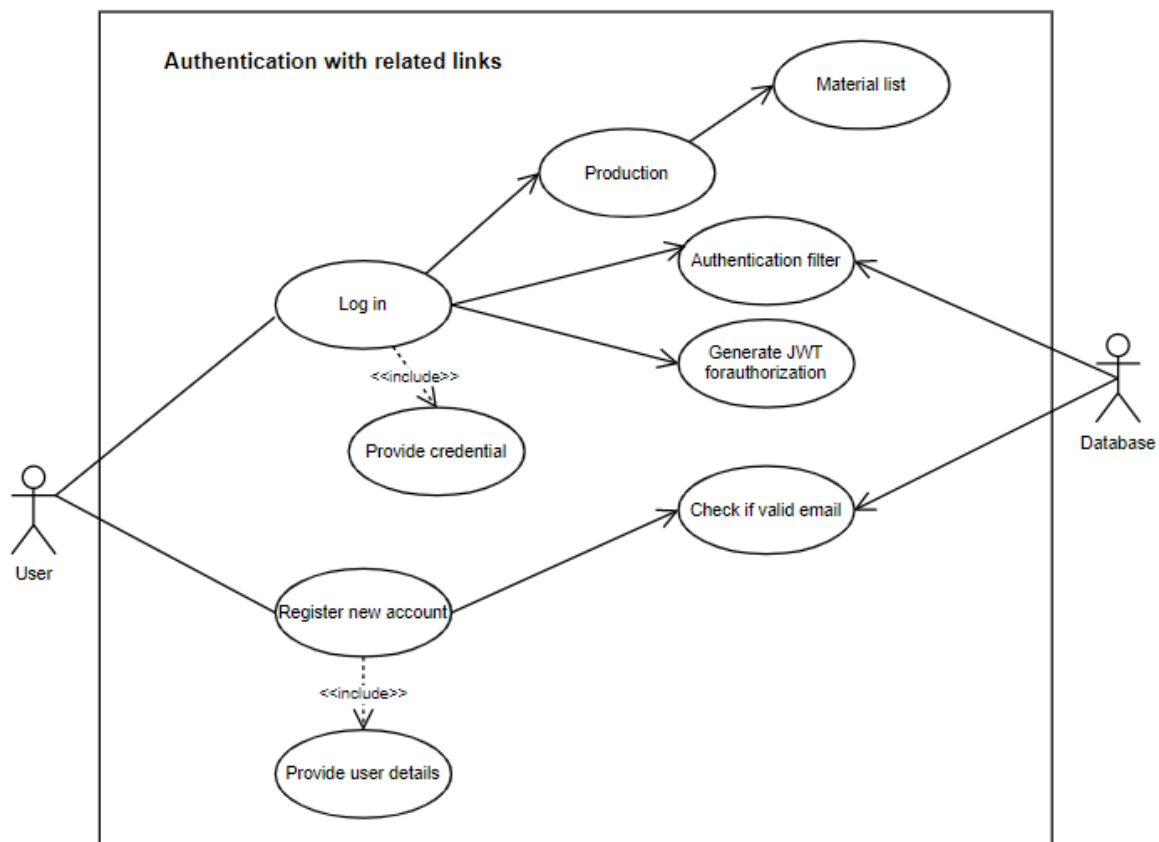 Authentication with related links
Material list
Production
Authentication filter
Log in
Generate JWT
forauthorization
<<include>>
Provide credential
Database
Check if valid email
User
Register new account
<<include>>
Provide user details